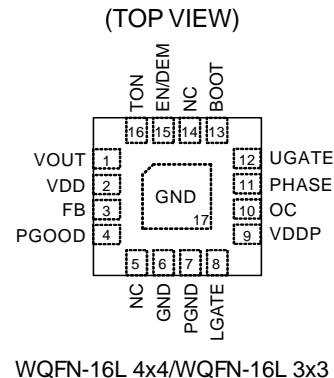 (TOP VIEW)
TON
EN/DEM
NC
BOOT
16 15 14 13
VOUT 1
VDD 2
FB 3
PGOOD 4
GND
17
12 UGATE
11 PHASE
10 OC
9 VDDP
5 6 7 8
NC
GND
PGND
LGATE
WQFN-16L 4x4/WQFN-16L 3x3